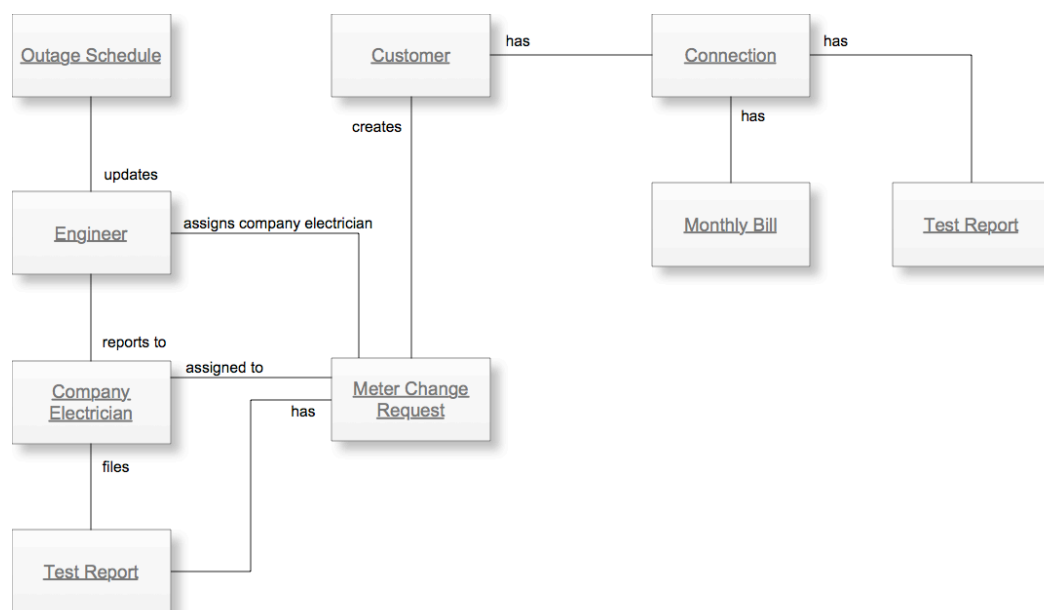 Outage Schedule
Customer
has
Connection
has
creates
has
updates
Engineer
assigns company electrician
Monthly Bill
Test Report
reports to
assigned to
Company
Electrician
has
Meter Change
Request
files
Test Report